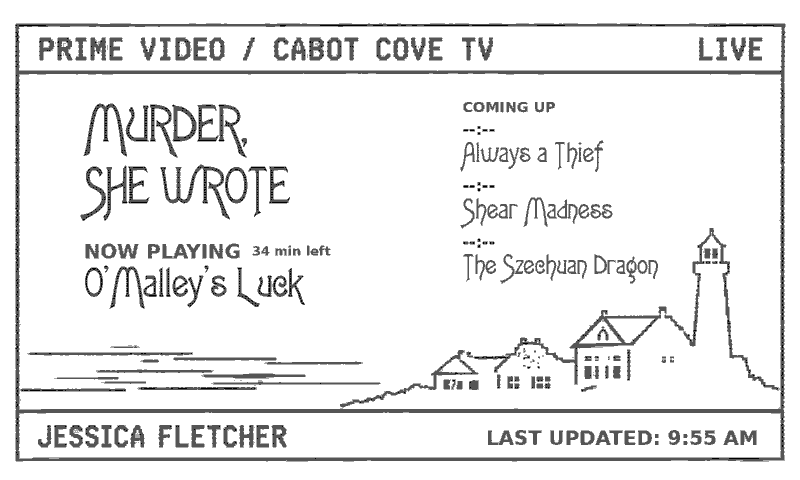 PRIME VIDEO / CABOT COVE TV
LIVE
MURDER,
SHE WROTE
NOW PLAYING 34 min left
O'Malley's Luck
COMING UP
--:--
Always a Thief
--:--
Shear Madness
--:--
The Szechuan Dragon
JESSICA FLETCHER
LAST UPDATED: 9:55 AM